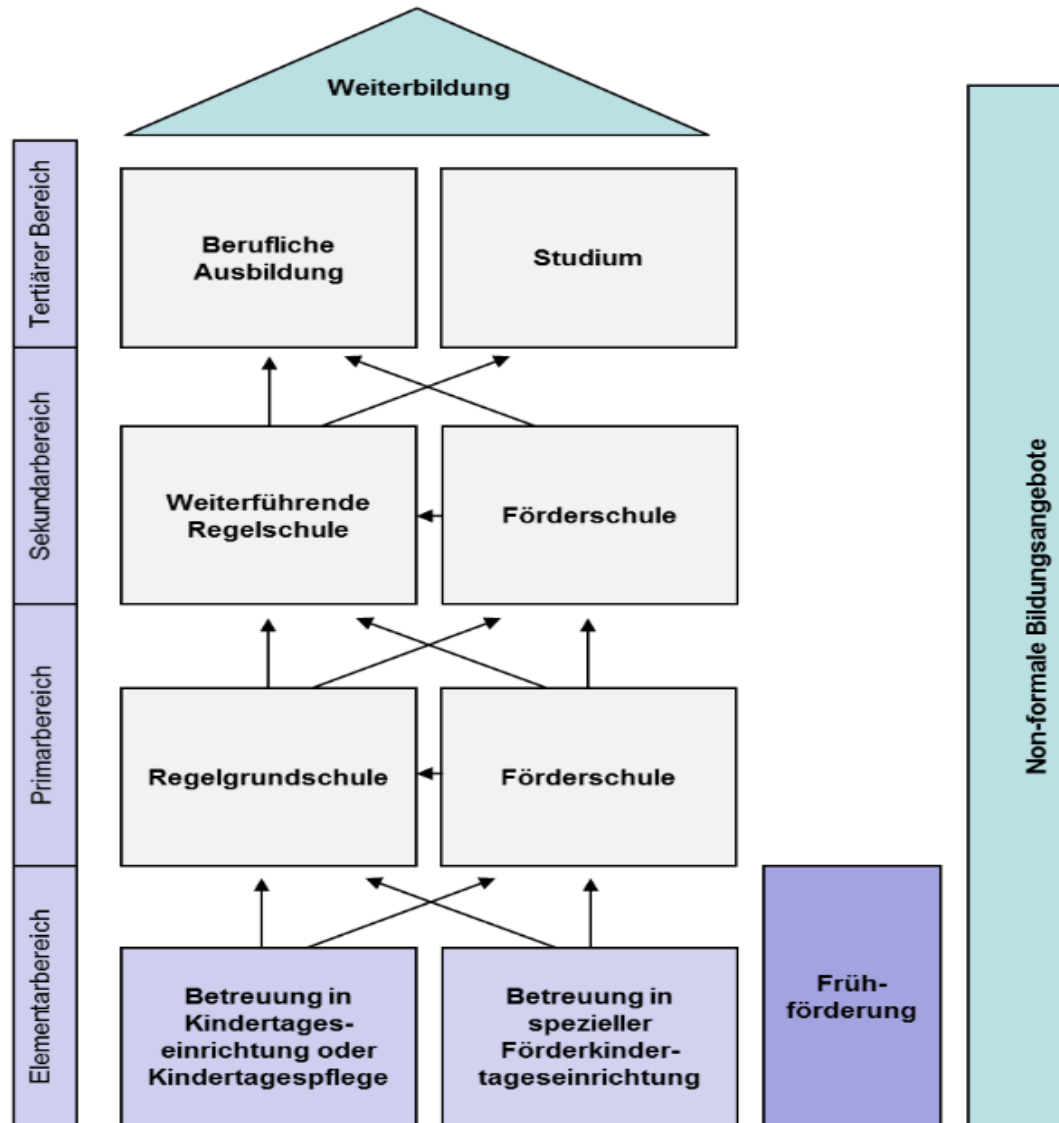 Weiterbildung
Tertiärer Bereich
Berufliche
Ausbildung
Studium
Sekundarbereich
Weiterführende
Regelschule
Förderschule
Primarbereich
Regelgrundschule
Förderschule
Elementarbereich
Betreuung in
Kindertages-
einrichtung oder
Kindertagespflege
Betreuung in
spezieller
Förderkinder-
tageseinrichtung
Früh-
förderung
Non-formale Bildungsangebote